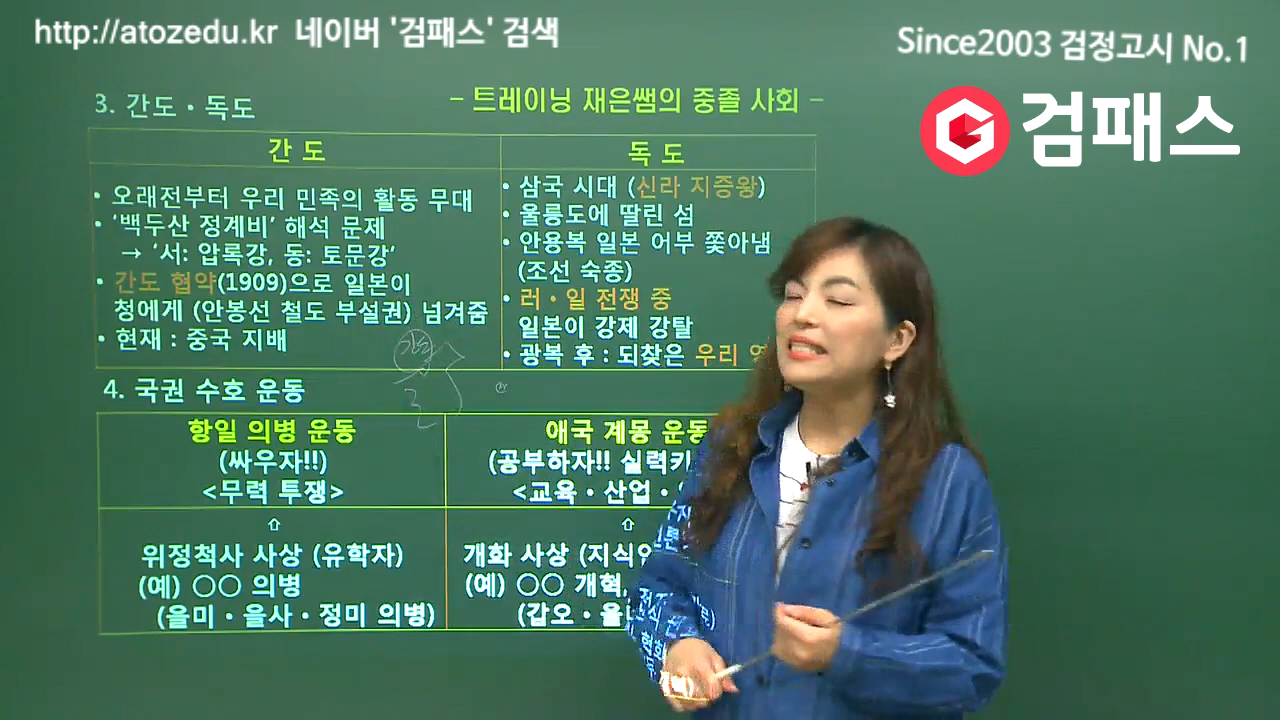 http://atozedu.kr 네이버 '검패스' 검색
Since2003 검정고시 No.1
검패스
3. 간도・독도
– 트레이닝 재은쌤의 중졸 사회 –
간 도
• 오래전부터 우리 민족의 활동 무대
• '백두산 정계비' 해석 문제
→ '서: 압록강, 동: 토문강'
• 간도 협약(1909)으로 일본이
청에게 (안봉선 철도 부설권) 넘겨줌
• 현재 : 중국 지배
독 도
• 삼국 시대 (신라 지증왕)
• 울릉도에 딸린 섬
• 안용복 일본 어부 쫓아냄
(조선 숙종)
• 러・일 전쟁 중
일본이 강제 강탈
• 광복 후 : 되찾은 우리
4. 국권 수호 운동
항일 의병 운동
(싸우자!!)
<무력 투쟁>
⇧
위정척사 사상 (유학자)
(예) ○○ 의병
(을미・을사・정미 의병)
애국 계몽 운동
(공부하자!! 실력키
<교육・산업・
⇧
개화 사상 (지식인
(예) ○○ 개혁,
(갑오・을미